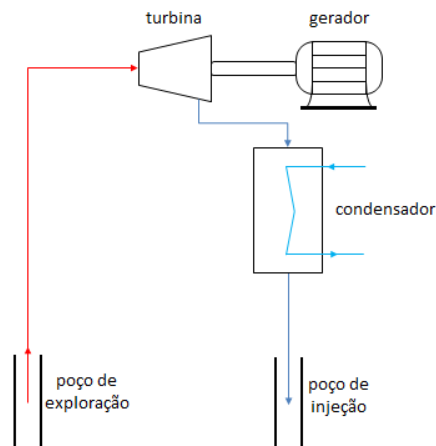 turbina
gerador
condensador
poço de
exploração
poço de
injeção